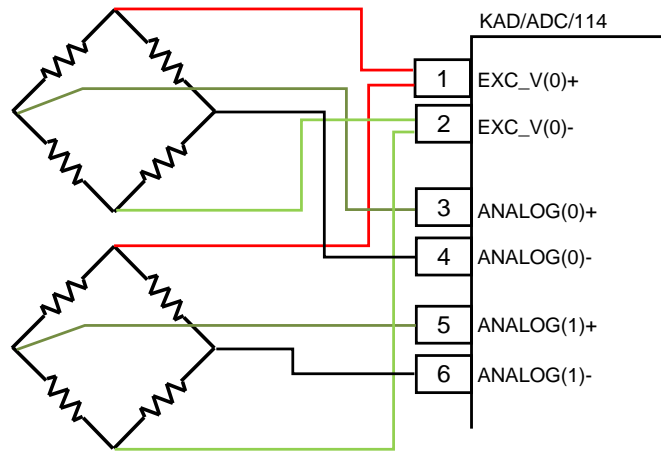 KAD/ADC/114
1 EXC_V(0)+
2 EXC_V(0)-
3 ANALOG(0)+
4 ANALOG(0)-
5 ANALOG(1)+
6 ANALOG(1)-